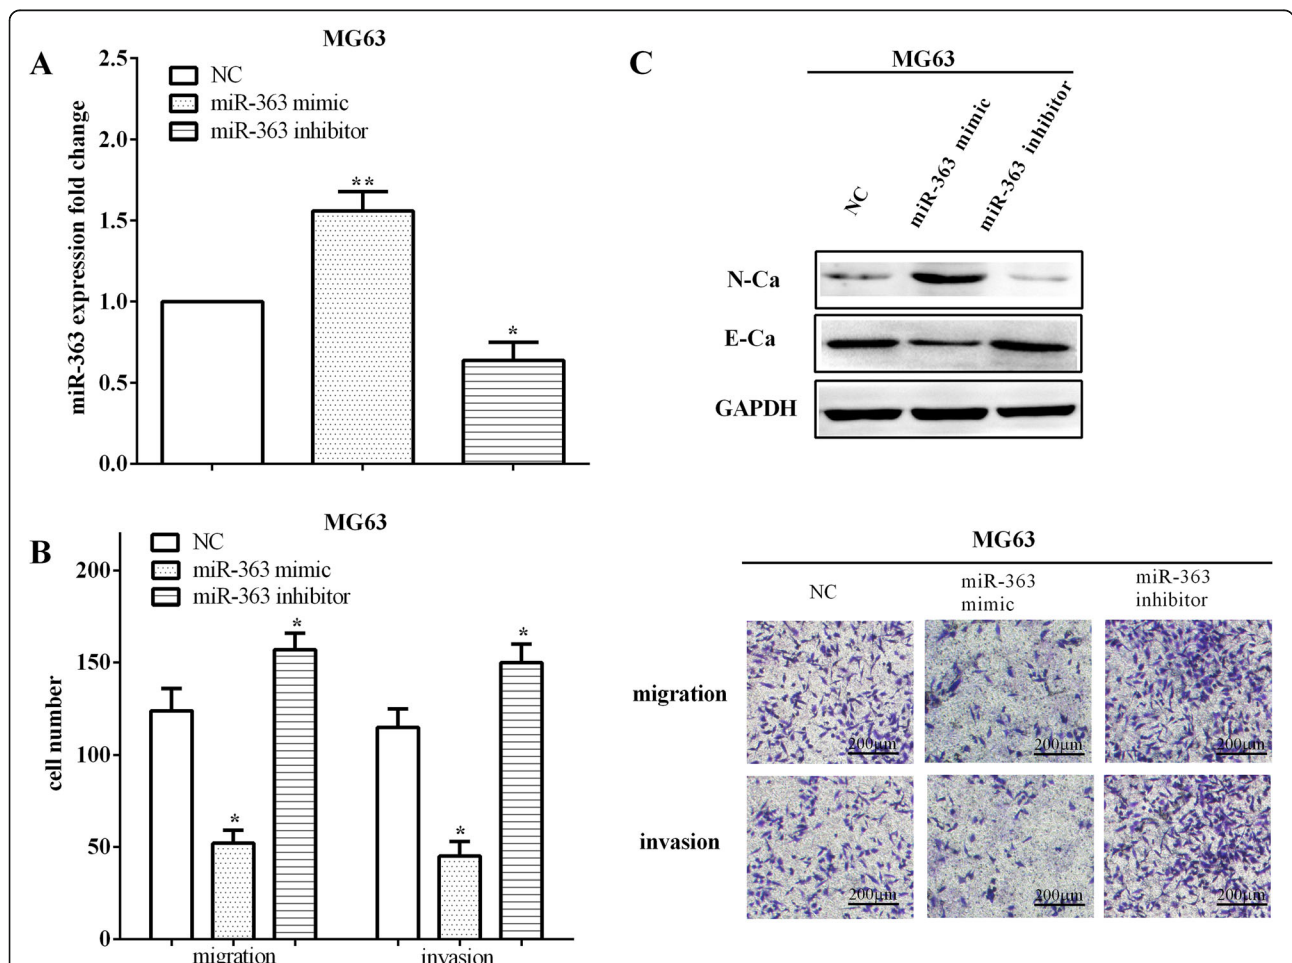 A
MG63
miR-363 expression fold change
2.5
2.0
1.5
1.0
0.5
0.0
NC
miR-363 mimic
miR-363 inhibitor
**
*
C
MG63
NC
miR-363 mimic
miR-363 inhibitor
N-Ca
E-Ca
GAPDH
B
MG63
cell number
200
150
100
50
0
NC
miR-363 mimic
miR-363 inhibitor
*
*
*
*
migration
invasion
MG63
NC
miR-363
mimic
miR-363
inhibitor
migration
200μm
200μm
200μm
invasion
200μm
200μm
200μm